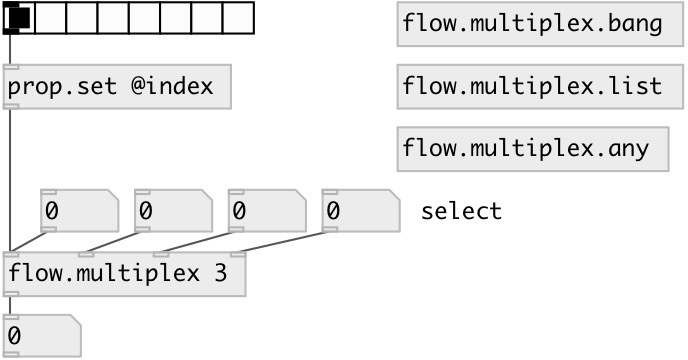 flow.multiplex.bang
prop.set @index
flow.multiplex.list
flow.multiplex.any
0 0 0 0 select
flow.multiplex 3
0